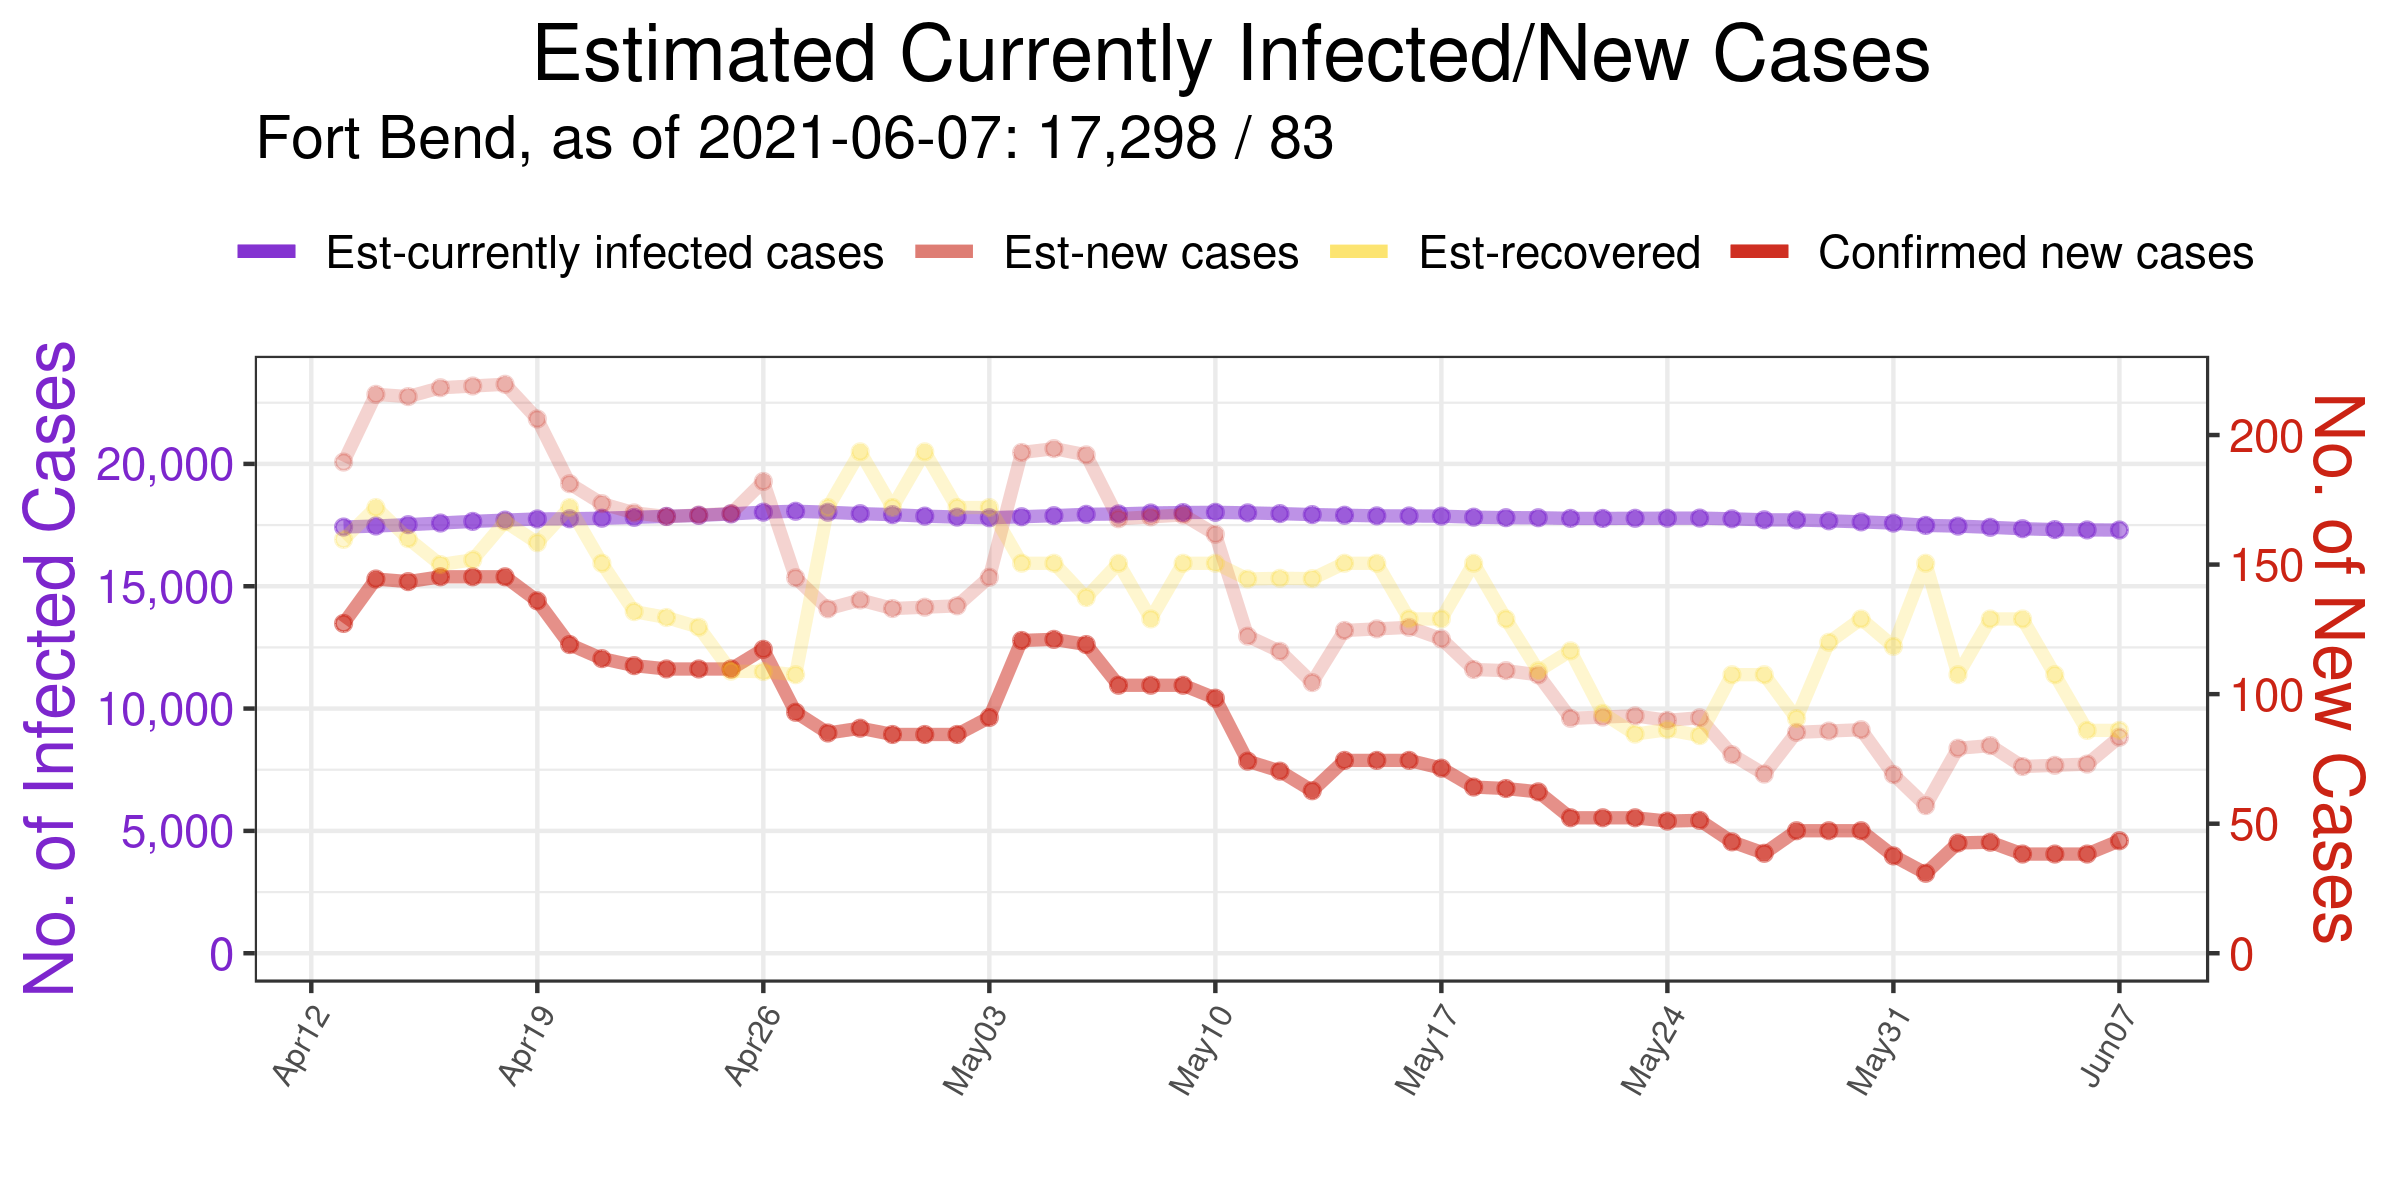 Estimated Currently Infected/New Cases
Fort Bend, as of 2021-06-07: 17,298 / 83
Est-currently infected cases Est-new cases Est-recovered Confirmed new cases
No. of Infected Cases
20,000
15,000
10,000
5,000
0
200
150
100
50
0
No. of New Cases
Apr12 Apr19 Apr26 May03 May10 May17 May24 May31 Jun07